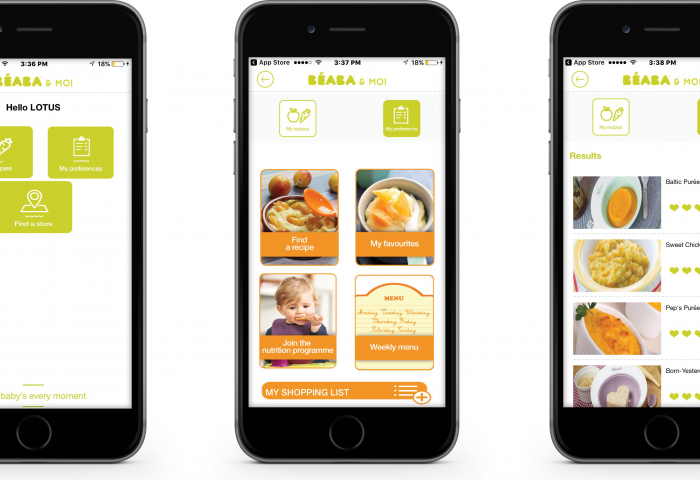 3:36 PM
18%
ÉABA & MOI
Hello LOTUS
My preferences
Find a store
baby's every moment
App Store
3:37 PM
18%
BÉABA & MOI
My recipes
My preferences
Find
a recipe
My favourites
Join the
nutrition programme
MENU
Monday Tuesday Wednesday
Thursday Friday
Saturday Sunday
Weekly menu
MY SHOPPING LIST
App Store
3:38 PM
BÉABA & MOI
My recipes
Results
Baltic Purée
Sweet Chick
Pep's Purée
Born-Yester